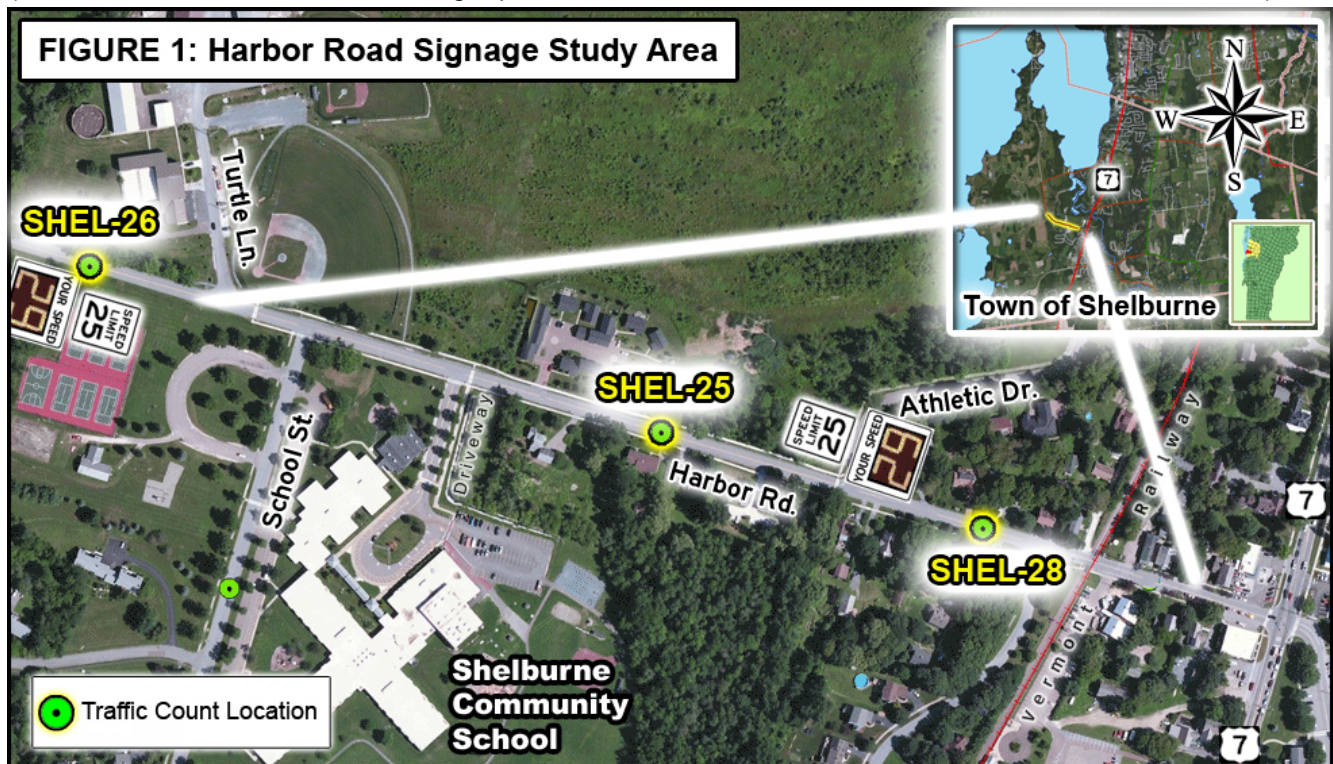 FIGURE 1: Harbor Road Signage Study Area
N
W
E
S
7
Town of Shelburne
Turtle Ln.
SHEL-26
YOUR SPEED
29
SPEED
LIMIT
25
School St.
Driveway
SHEL-25
Harbor Rd.
SPEED
LIMIT
25
YOUR SPEED
29
Athletic Dr.
SHEL-28
Vermont Railway
7
7
Shelburne
Community
School
Traffic Count Location